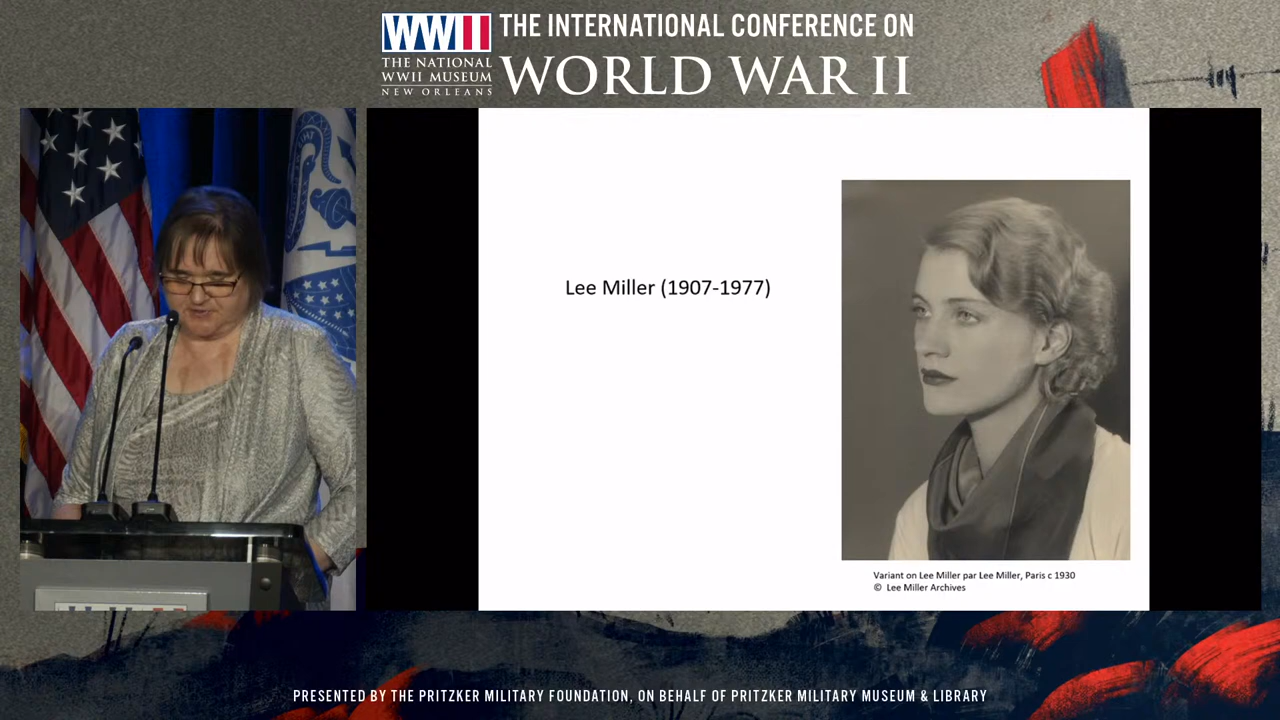 WWII
THE NATIONAL
WWII MUSEUM
NEW ORLEANS
THE INTERNATIONAL CONFERENCE ON
WORLD WAR II
Lee Miller (1907-1977)
Variant on Lee Miller par Lee Miller, Paris c 1930
© Lee Miller Archives
PRESENTED BY THE PRITZKER MILITARY FOUNDATION, ON BEHALF OF PRITZKER MILITARY MUSEUM & LIBRARY